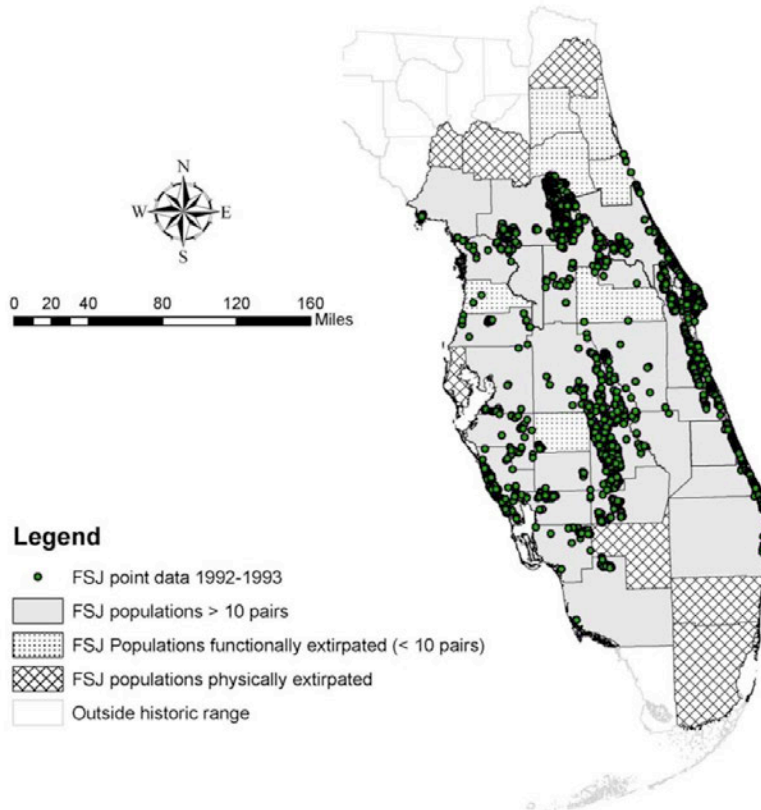 N
W E
S
0 20 40 80 120 160
Miles
Legend
FSJ point data 1992-1993
FSJ populations > 10 pairs
FSJ Populations functionally extirpated (< 10 pairs)
FSJ populations physically extirpated
Outside historic range